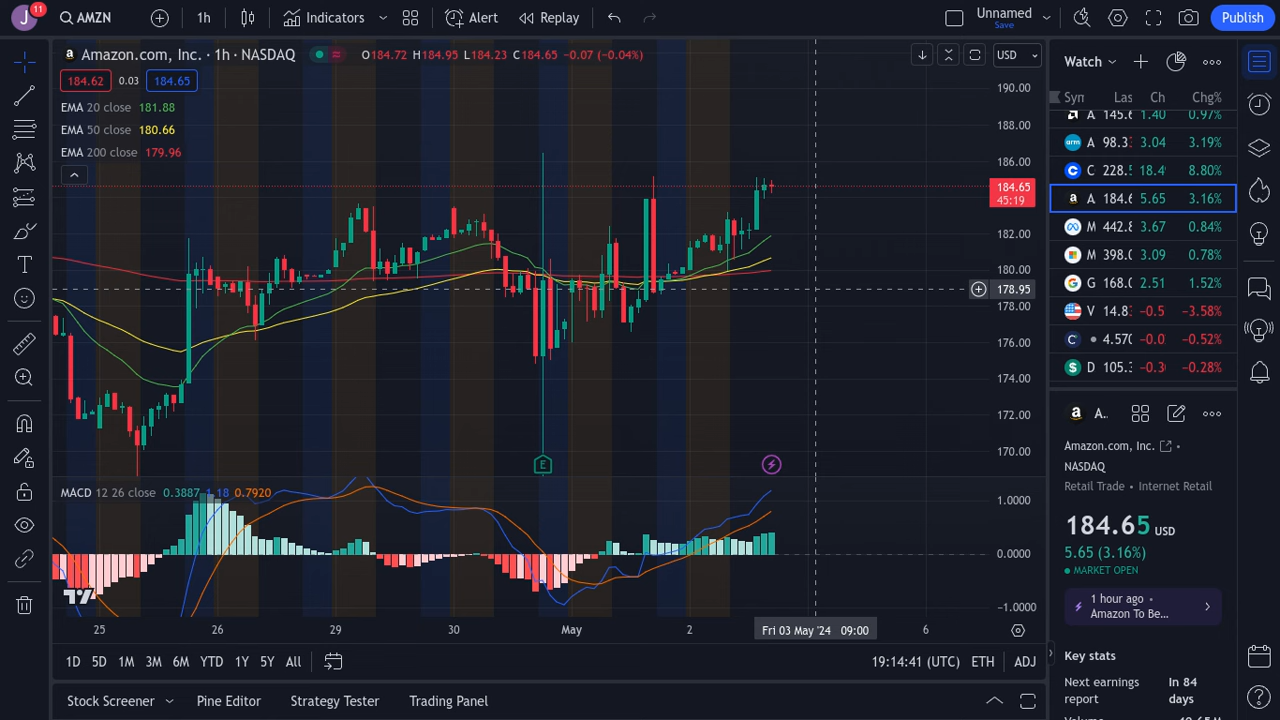 J 11 AMZN 1h Indicators Alert Replay Unnamed Save Publish
Amazon.com, Inc. · 1h · NASDAQ O184.72 H184.95 L184.23 C184.65 −0.07 (−0.04%) USD
184.62 0.03 184.65
EMA 20 close 181.88
EMA 50 close 180.66
EMA 200 close 179.96
190.00
188.00
186.00
184.65
45:19
182.00
180.00
178.95
178.00
176.00
174.00
172.00
170.00
E
MACD 12 26 close 0.3887 1.18 0.7920
1.0000
0.0000
−1.0000
25 26 29 30 May 2 Fri 03 May '24 09:00 6
1D 5D 1M 3M 6M YTD 1Y 5Y All 19:14:41 (UTC) ETH ADJ
Stock Screener Pine Editor Strategy Tester Trading Panel
Watch
Syn Las Ch Chg%
A 145.6 1.40 0.97%
arm A 98.3 3.04 3.19%
C 228.5 18.4 8.80%
a A 184.6 5.65 3.16%
M 442.8 3.67 0.84%
M 398.0 3.09 0.78%
G 168.0 2.51 1.52%
V 14.8 −0.5 −3.58%
C 4.570 −0.0 −0.52%
D 105.3 −0.3 −0.28%
a A..
Amazon.com, Inc. •
NASDAQ
Retail Trade • Internet Retail
184.65 USD
5.65 (3.16%)
MARKET OPEN
1 hour ago •
Amazon To Be...
Key stats
Next earnings report In 84 days